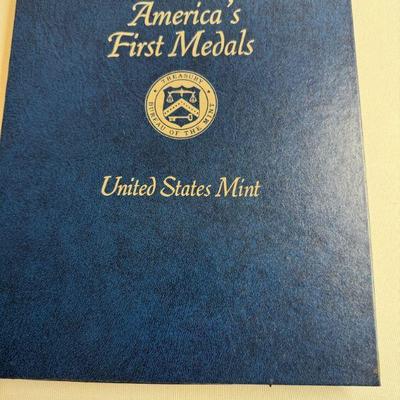 America's
First Medals
TREASURY
BUREAU OF THE MINT
United States Mint